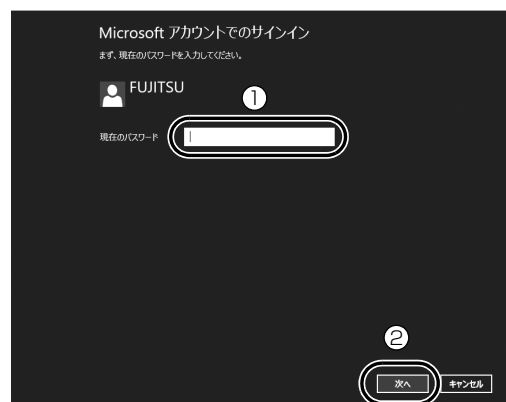 Microsoft アカウントでのサインイン
まず、現在のパスワードを入力してください。
FUJITSU
①
現在のパスワード
②
次へ
キャンセル